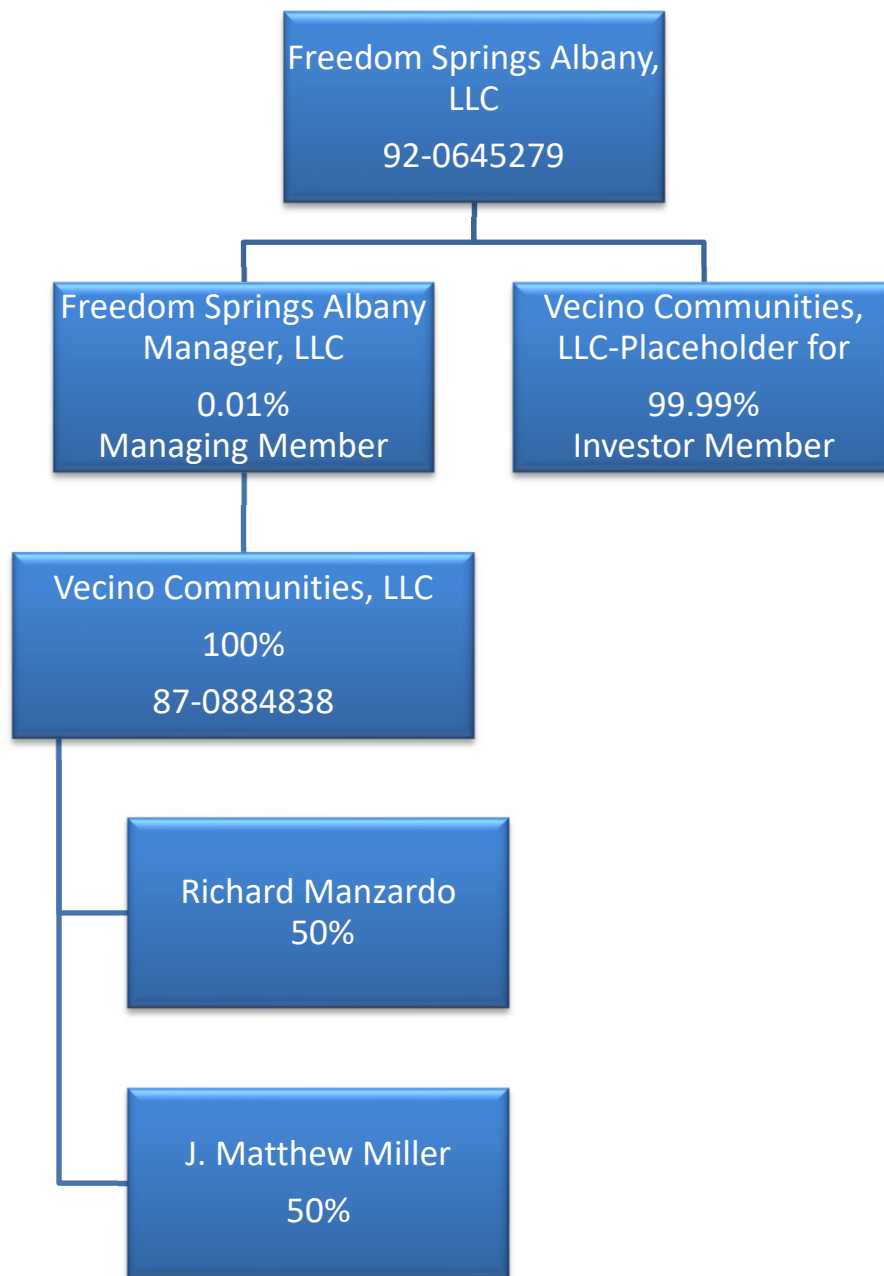 Freedom Springs Albany,
LLC
92-0645279
Freedom Springs Albany
Manager, LLC
0.01%
Managing Member
Vecino Communities,
LLC-Placeholder for
99.99%
Investor Member
Vecino Communities, LLC
100%
87-0884838
Richard Manzardo
50%
J. Matthew Miller
50%